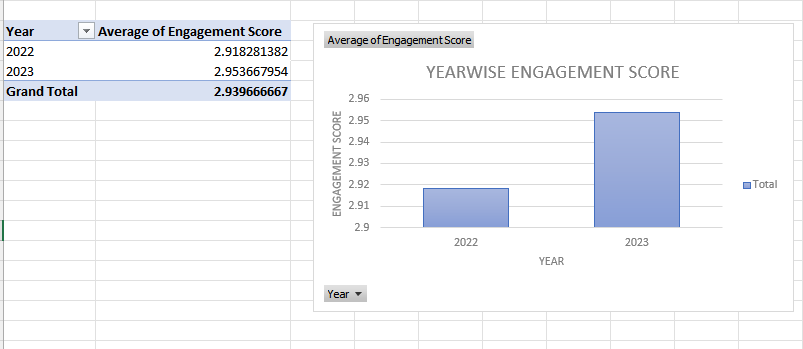 Year Average of Engagement Score
2022 2.918281382
2023 2.953667954
Grand Total 2.939666667
Average of Engagement Score
YEARWISE ENGAGEMENT SCORE
ENGAGEMENT SCORE
2.96
2.95
2.94
2.93
2.92
2.91
2.9
2022 2023
YEAR
Total
Year